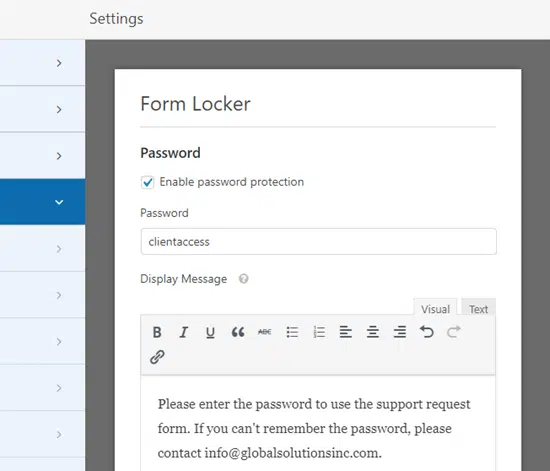 Settings
Form Locker
Password
Enable password protection
Password
clientaccess
Display Message ?
Visual Text
B I U ABC
Please enter the password to use the support request
form. If you can't remember the password, please
contact info@globalsolutionsinc.com.